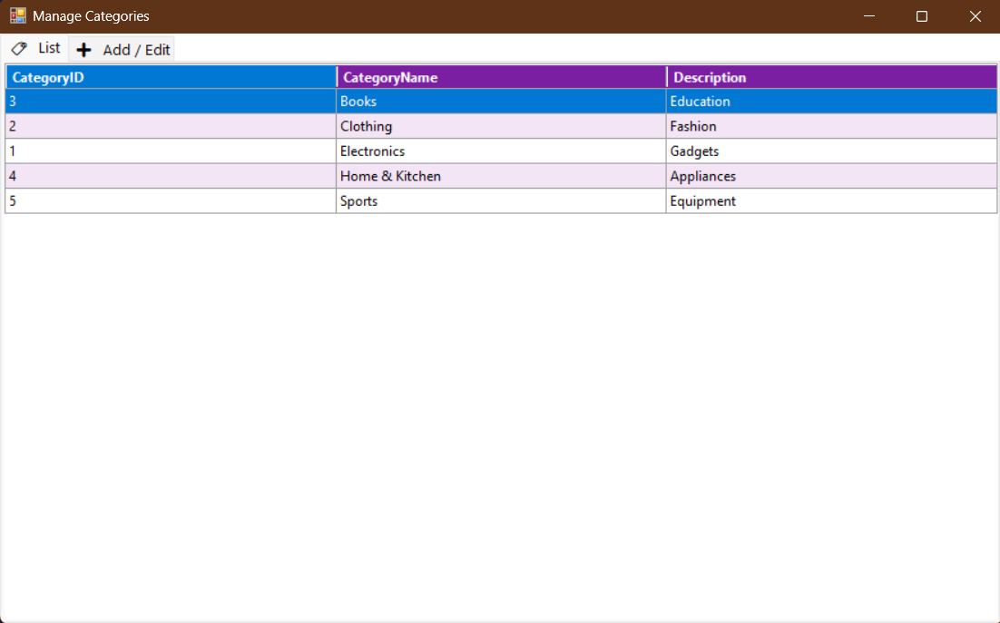 Manage Categories
List Add / Edit
CategoryID CategoryName Description
3 Books Education
2 Clothing Fashion
1 Electronics Gadgets
4 Home & Kitchen Appliances
5 Sports Equipment